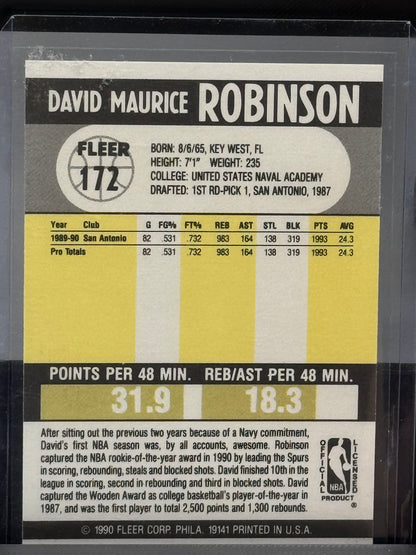 DAVID MAURICE ROBINSON
FLEER
172
BORN: 8/6/65, KEY WEST, FL
HEIGHT: 7'1" WEIGHT: 235
COLLEGE: UNITED STATES NAVAL ACADEMY
DRAFTED: 1ST RD-PICK 1, SAN ANTONIO, 1987
Year Club G FG% FT% REB AST STL BLK PTS AVG
1989-90 San Antonio 82 .531 .732 983 164 138 319 1993 24.3
Pro Totals 82 .531 .732 983 164 138 319 1993 24.3
POINTS PER 48 MIN. REB/AST PER 48 MIN.
31.9 18.3
After sitting out the previous two years because of a Navy commitment,
David's first NBA season was, by all accounts, awesome. Robinson
captured the NBA rookie-of-the-year award in 1990 by leading the Spurs
in scoring, rebounding, steals and blocked shots. David finished 10th in the
league in scoring, second in rebounding and third in blocked shots. David
captured the Wooden Award as college basketball's player-of-the-year in
1987, and was the first player to total 2,500 points and 1,300 rebounds.
OFFICIAL LICENSED
NBA
PRODUCT ®
© 1990 FLEER CORP. PHILA. 19141 PRINTED IN U.S.A.